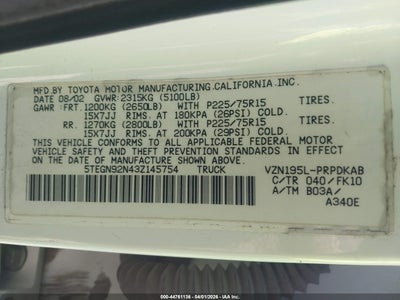 MFD. BY TOYOTA MOTOR MANUFACTURING.CALIFORNIA.INC.
DATE 08/02 GVWR:2315KG (5100LB)
GAWR : FRT. 1200KG (2650LB) WITH P225/75R15 TIRES.
15X7JJ RIMS. AT 180KPA (26PSI) COLD.
RR. 1270KG (2800LB) WITH P225/75R15 TIRES.
15X7JJ RIMS. AT 200KPA (29PSI) COLD.
THIS VEHICLE CONFORMS TO ALL APPLICABLE FEDERAL MOTOR
VEHICLE SAFETY AND THEFT PREVENTION STANDARDS IN EFFECT
ON THE DATE OF MANUFACTURE SHOWN ABOVE.
5TEGN92N43Z145754 TRUCK VZN195L-PRPDKAB
C/TR 040/FK10
A/TM B03A/
A340E
000-44761136 - 04/01/2026 - IAAI.COM